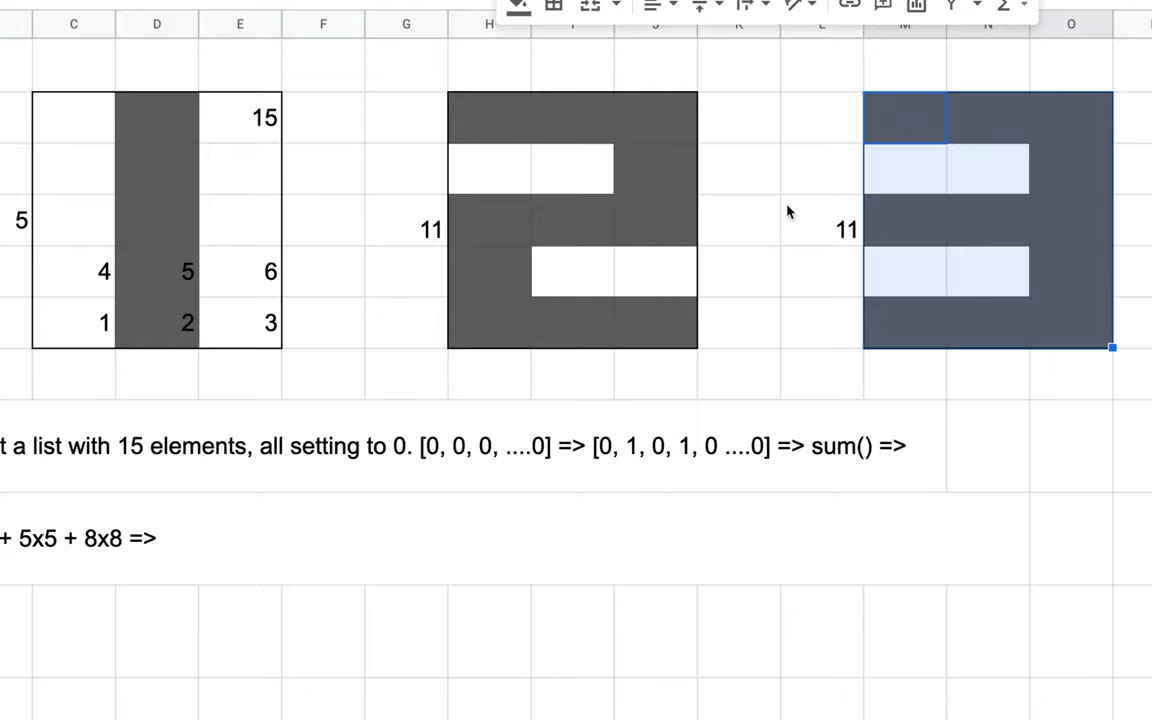 C D E F G H I J K L M N O
15
5 11 11
4 5 6
1 2 3
t a list with 15 elements, all setting to 0. [0, 0, 0, ....0] => [0, 1, 0, 1, 0 ....0] => sum() =>
+ 5x5 + 8x8 =>